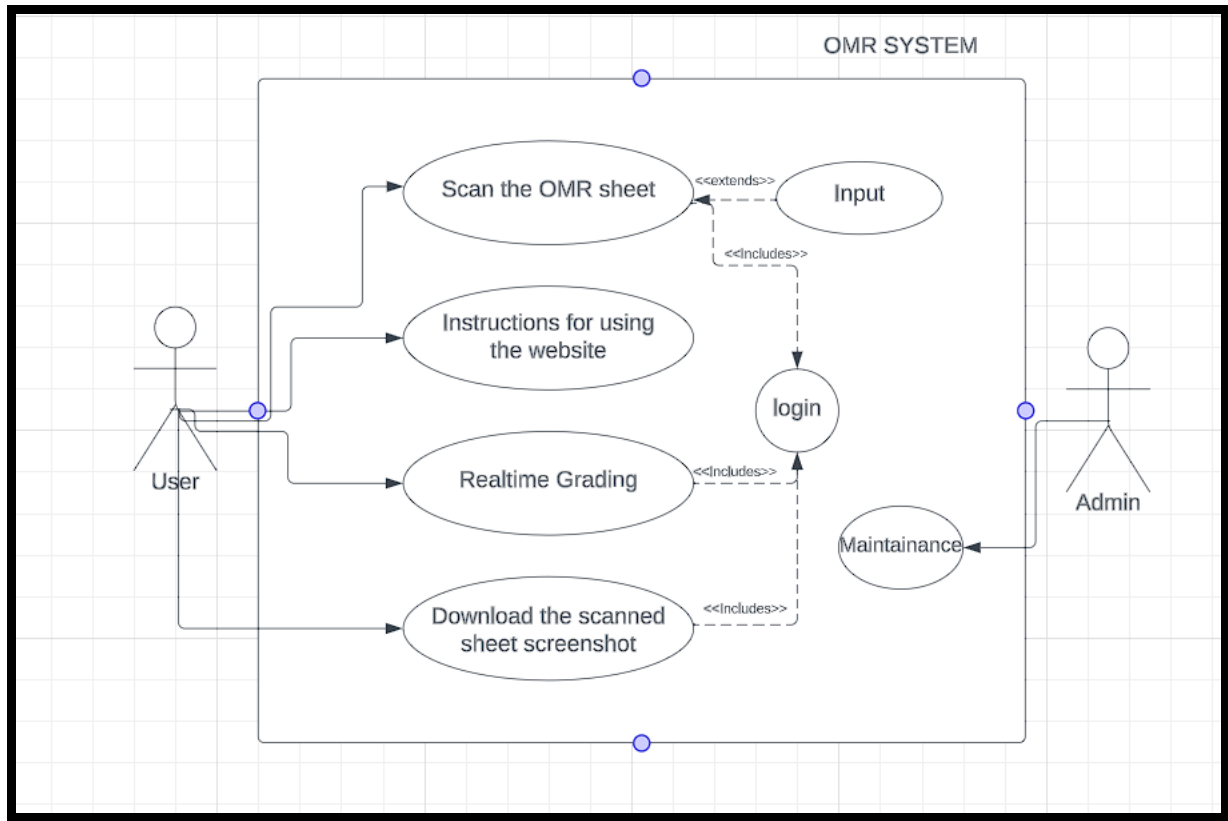 OMR SYSTEM
Scan the OMR sheet
<<extends>>
Input
<<Includes>>
Instructions for using
the website
login
User
Realtime Grading
<<Includes>>
Admin
Maintainance
Download the scanned
sheet screenshot
<<Includes>>